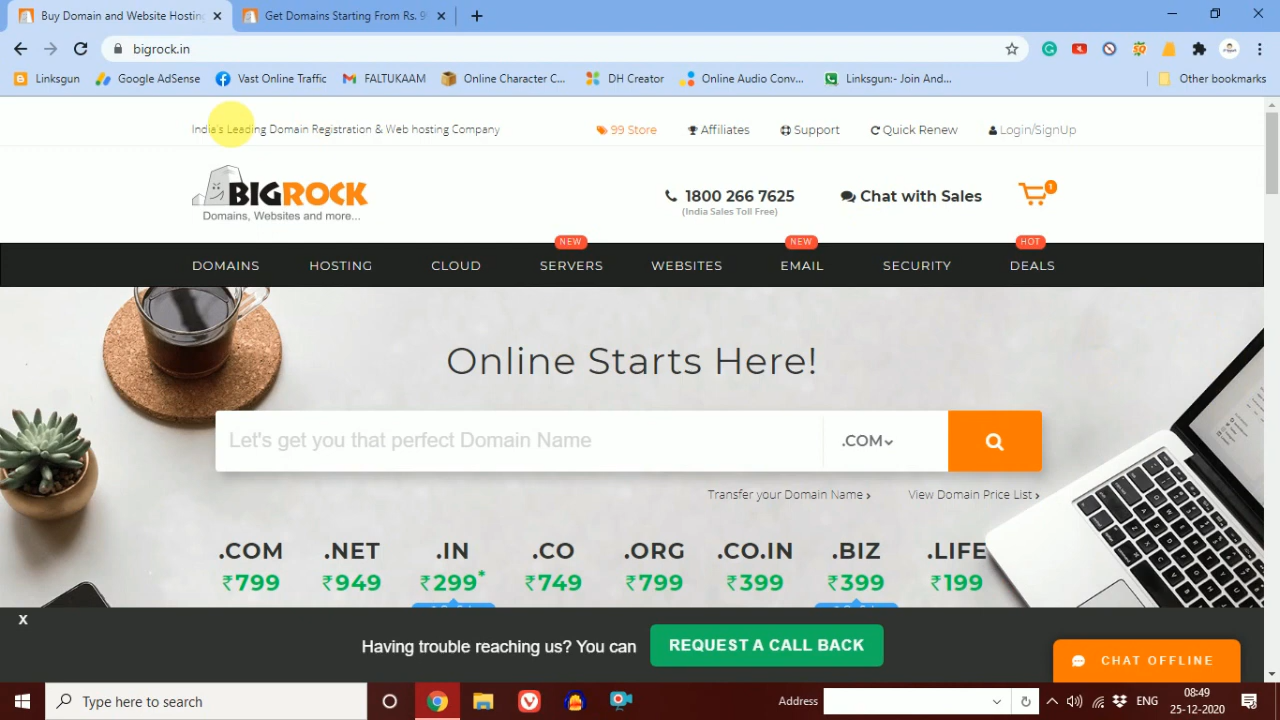 Buy Domain and Website Hosting
Get Domains Starting From Rs. 9
bigrock.in
Linksgun
Google AdSense
Vast Online Traffic
FALTUKAAM
Online Character C...
DH Creator
Online Audio Conv...
Linksgun:- Join And...
Other bookmarks
India's Leading Domain Registration & Web hosting Company
99 Store
Affiliates
Support
Quick Renew
Login/SignUp
BIGROCK
Domains, Websites and more...
1800 266 7625
(India Sales Toll Free)
Chat with Sales
1
NEW
NEW
HOT
DOMAINS
HOSTING
CLOUD
SERVERS
WEBSITES
EMAIL
SECURITY
DEALS
Online Starts Here!
Let's get you that perfect Domain Name
.COM
Transfer your Domain Name ›
View Domain Price List ›
.COM .NET .IN .CO .ORG .CO.IN .BIZ .LIFE
₹799 ₹949 ₹299* ₹749 ₹799 ₹399 ₹399 ₹199
X
Having trouble reaching us? You can
REQUEST A CALL BACK
CHAT OFFLINE
Type here to search
Address
ENG
08:49
25-12-2020